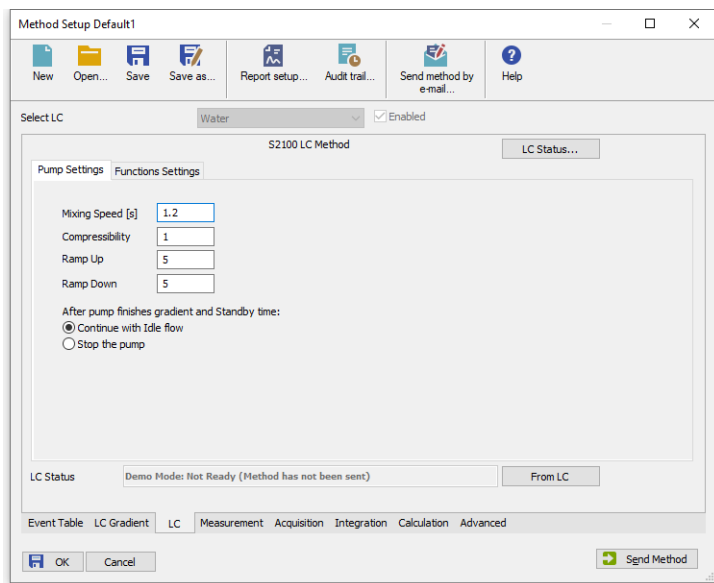 Method Setup Default1
New Open... Save Save as... Report setup... Audit trail... Send method by e-mail... Help
Select LC Water Enabled
S2100 LC Method LC Status...
Pump Settings Functions Settings
Mixing Speed [s] 1.2
Compressibility 1
Ramp Up 5
Ramp Down 5
After pump finishes gradient and Standby time:
Continue with Idle flow
Stop the pump
LC Status Demo Mode: Not Ready (Method has not been sent) From LC
Event Table LC Gradient LC Measurement Acquisition Integration Calculation Advanced
OK Cancel Send Method